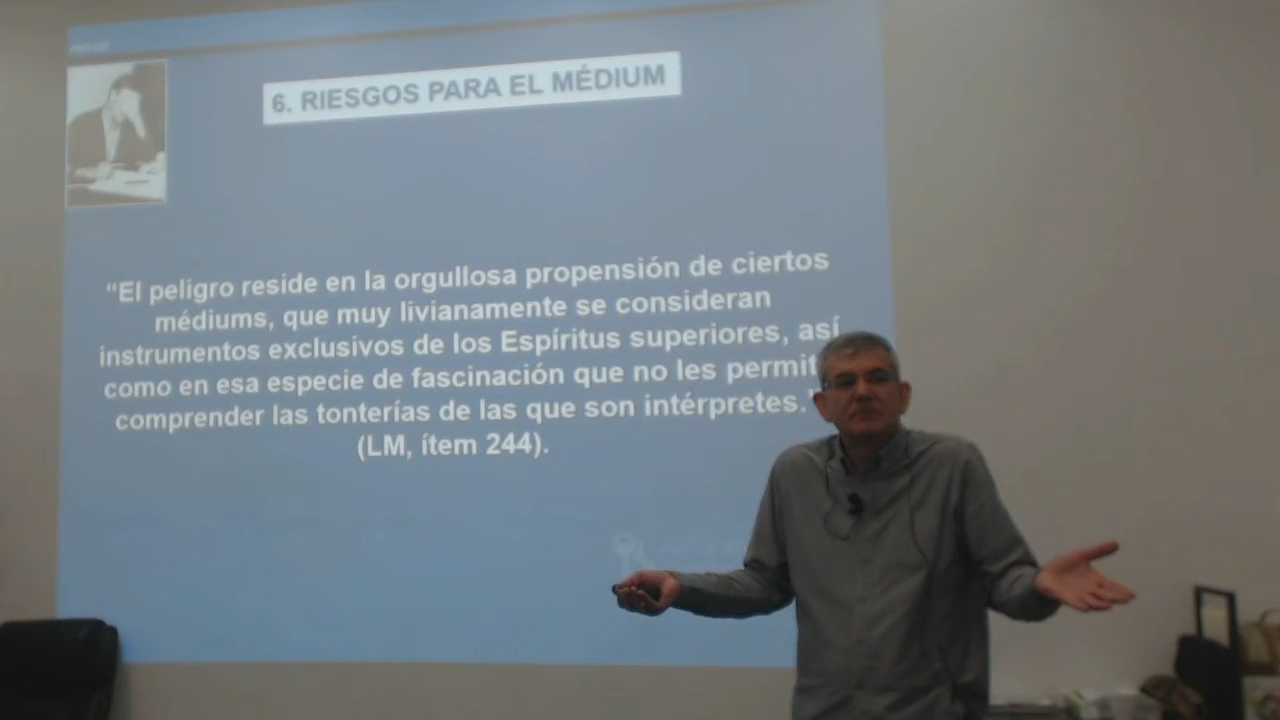 6. RIESGOS PARA EL MÉDIUM
“El peligro reside en la orgullosa propensión de ciertos
médiums, que muy livianamente se consideran
instrumentos exclusivos de los Espíritus superiores, así
como en esa especie de fascinación que no les permit
comprender las tonterías de las que son intérpretes.”
(LM, ítem 244).